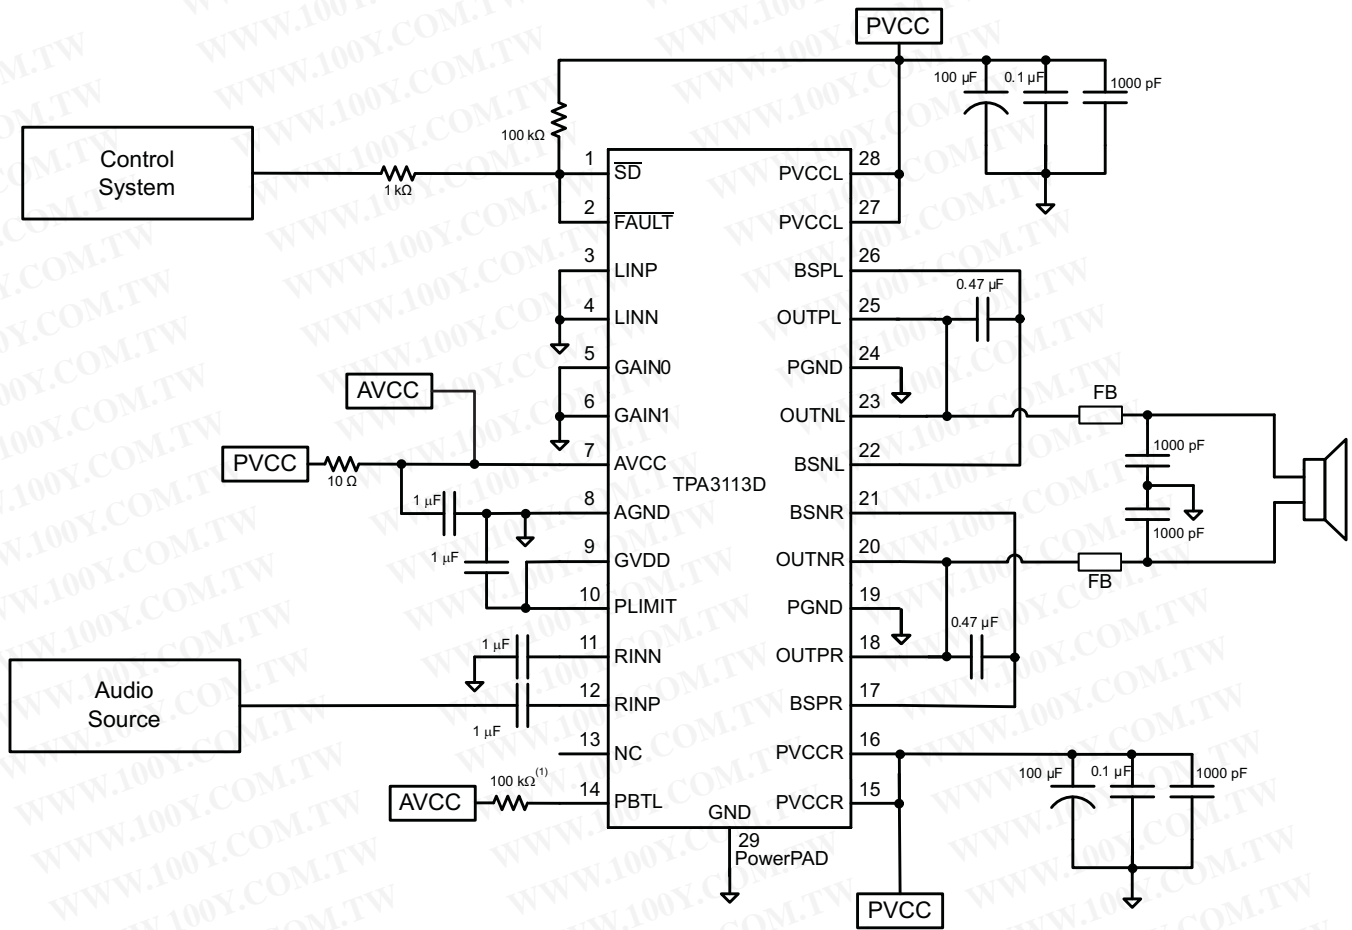 PVCC
100 µF
0.1 µF
1000 pF
100 kΩ
Control
System
1 kΩ
1
SD
28
PVCCL
2
FAULT
27
PVCCL
3
LINP
26
BSPL
0.47 µF
4
LINN
25
OUTPL
5
GAIN0
24
PGND
AVCC
6
GAIN1
23
OUTNL
FB
PVCC
10 Ω
7
AVCC
22
BSNL
1000 pF
TPA3113D
1 µF
8
AGND
21
BSNR
1000 pF
1 µF
9
GVDD
20
OUTNR
FB
10
PLIMIT
19
PGND
0.47 µF
1 µF
11
RINN
18
OUTPR
Audio
Source
12
RINP
17
BSPR
1 µF
13
NC
16
PVCCR
100 µF
0.1 µF
1000 pF
AVCC
100 kΩ(1)
14
PBTL
15
PVCCR
GND
29
PowerPAD
PVCC
WWW.100Y.COM.TW